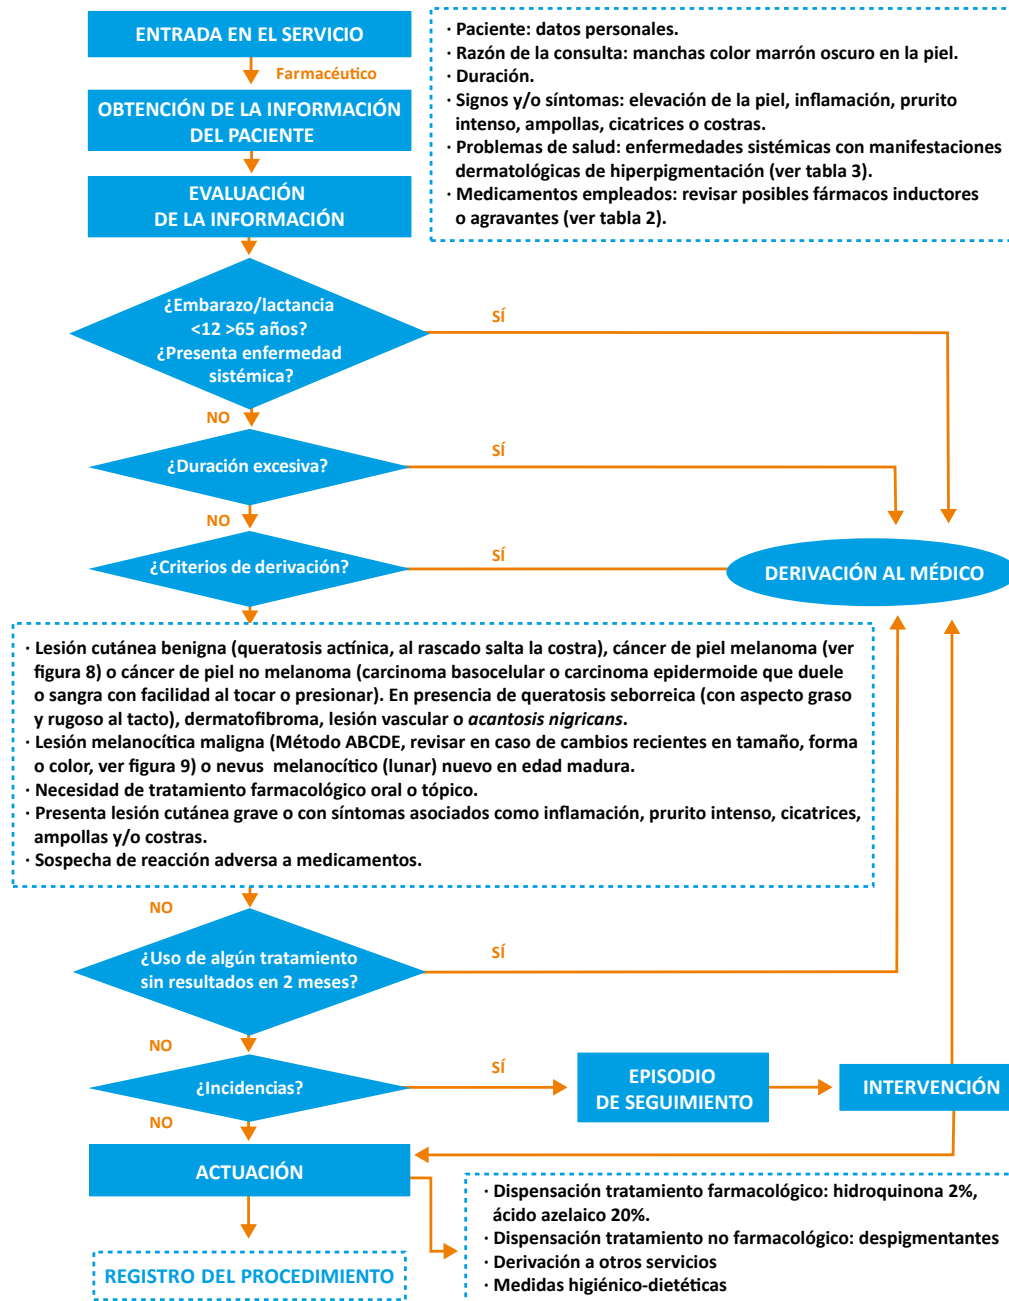 ENTRADA EN EL SERVICIO
Farmacéutico
OBTENCIÓN DE LA INFORMACIÓN
DEL PACIENTE
EVALUACIÓN
DE LA INFORMACIÓN
· Paciente: datos personales.
· Razón de la consulta: manchas color marrón oscuro en la piel.
· Duración.
· Signos y/o síntomas: elevación de la piel, inflamación, prurito
intenso, ampollas, cicatrices o costras.
· Problemas de salud: enfermedades sistémicas con manifestaciones
dermatológicas de hiperpigmentación (ver tabla 3).
· Medicamentos empleados: revisar posibles fármacos inductores
o agravantes (ver tabla 2).
¿Embarazo/lactancia
<12 >65 años?
¿Presenta enfermedad
sistémica?
SÍ
NO
¿Duración excesiva?
SÍ
NO
¿Criterios de derivación?
SÍ
DERIVACIÓN AL MÉDICO
· Lesión cutánea benigna (queratosis actínica, al rascado salta la costra), cáncer de piel melanoma (ver
figura 8) o cáncer de piel no melanoma (carcinoma basocelular o carcinoma epidermoide que duele
o sangra con facilidad al tocar o presionar). En presencia de queratosis seborreica (con aspecto graso
y rugoso al tacto), dermatofibroma, lesión vascular o acantosis nigricans.
· Lesión melanocítica maligna (Método ABCDE, revisar en caso de cambios recientes en tamaño, forma
o color, ver figura 9) o nevus melanocítico (lunar) nuevo en edad madura.
· Necesidad de tratamiento farmacológico oral o tópico.
· Presenta lesión cutánea grave o con síntomas asociados como inflamación, prurito intenso, cicatrices,
ampollas y/o costras.
· Sospecha de reacción adversa a medicamentos.
NO
¿Uso de algún tratamiento
sin resultados en 2 meses?
SÍ
NO
¿Incidencias?
SÍ
EPISODIO
DE SEGUIMIENTO
INTERVENCIÓN
NO
ACTUACIÓN
· Dispensación tratamiento farmacológico: hidroquinona 2%,
ácido azelaico 20%.
· Dispensación tratamiento no farmacológico: despigmentantes
· Derivación a otros servicios
· Medidas higiénico-dietéticas
REGISTRO DEL PROCEDIMIENTO